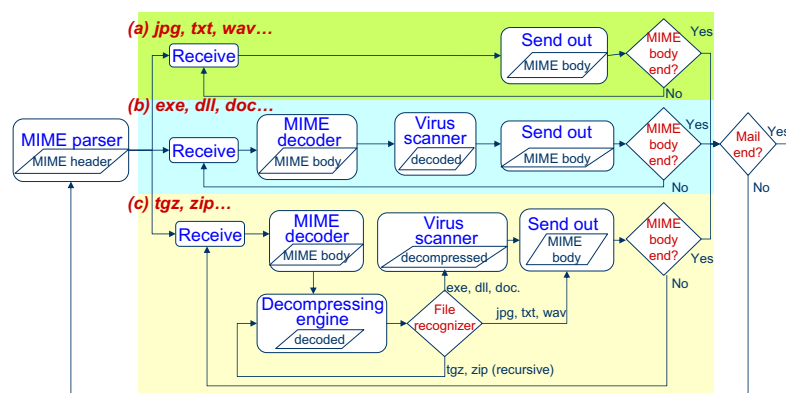 (a) jpg, txt, wav…
Receive
Send out
MIME body
MIME
body
end?
Yes
No
(b) exe, dll, doc…
MIME parser
MIME header
Receive
MIME
decoder
MIME body
Virus
scanner
decoded
Send out
MIME body
MIME
body
end?
Yes
No
Mail
end?
Yes
No
(c) tgz, zip…
Receive
MIME
decoder
MIME body
Virus
scanner
decompressed
Send out
MIME
body
MIME
body
end?
Yes
No
exe, dll, doc.
Decompressing
engine
decoded
File
recognizer
jpg, txt, wav
tgz, zip (recursive)